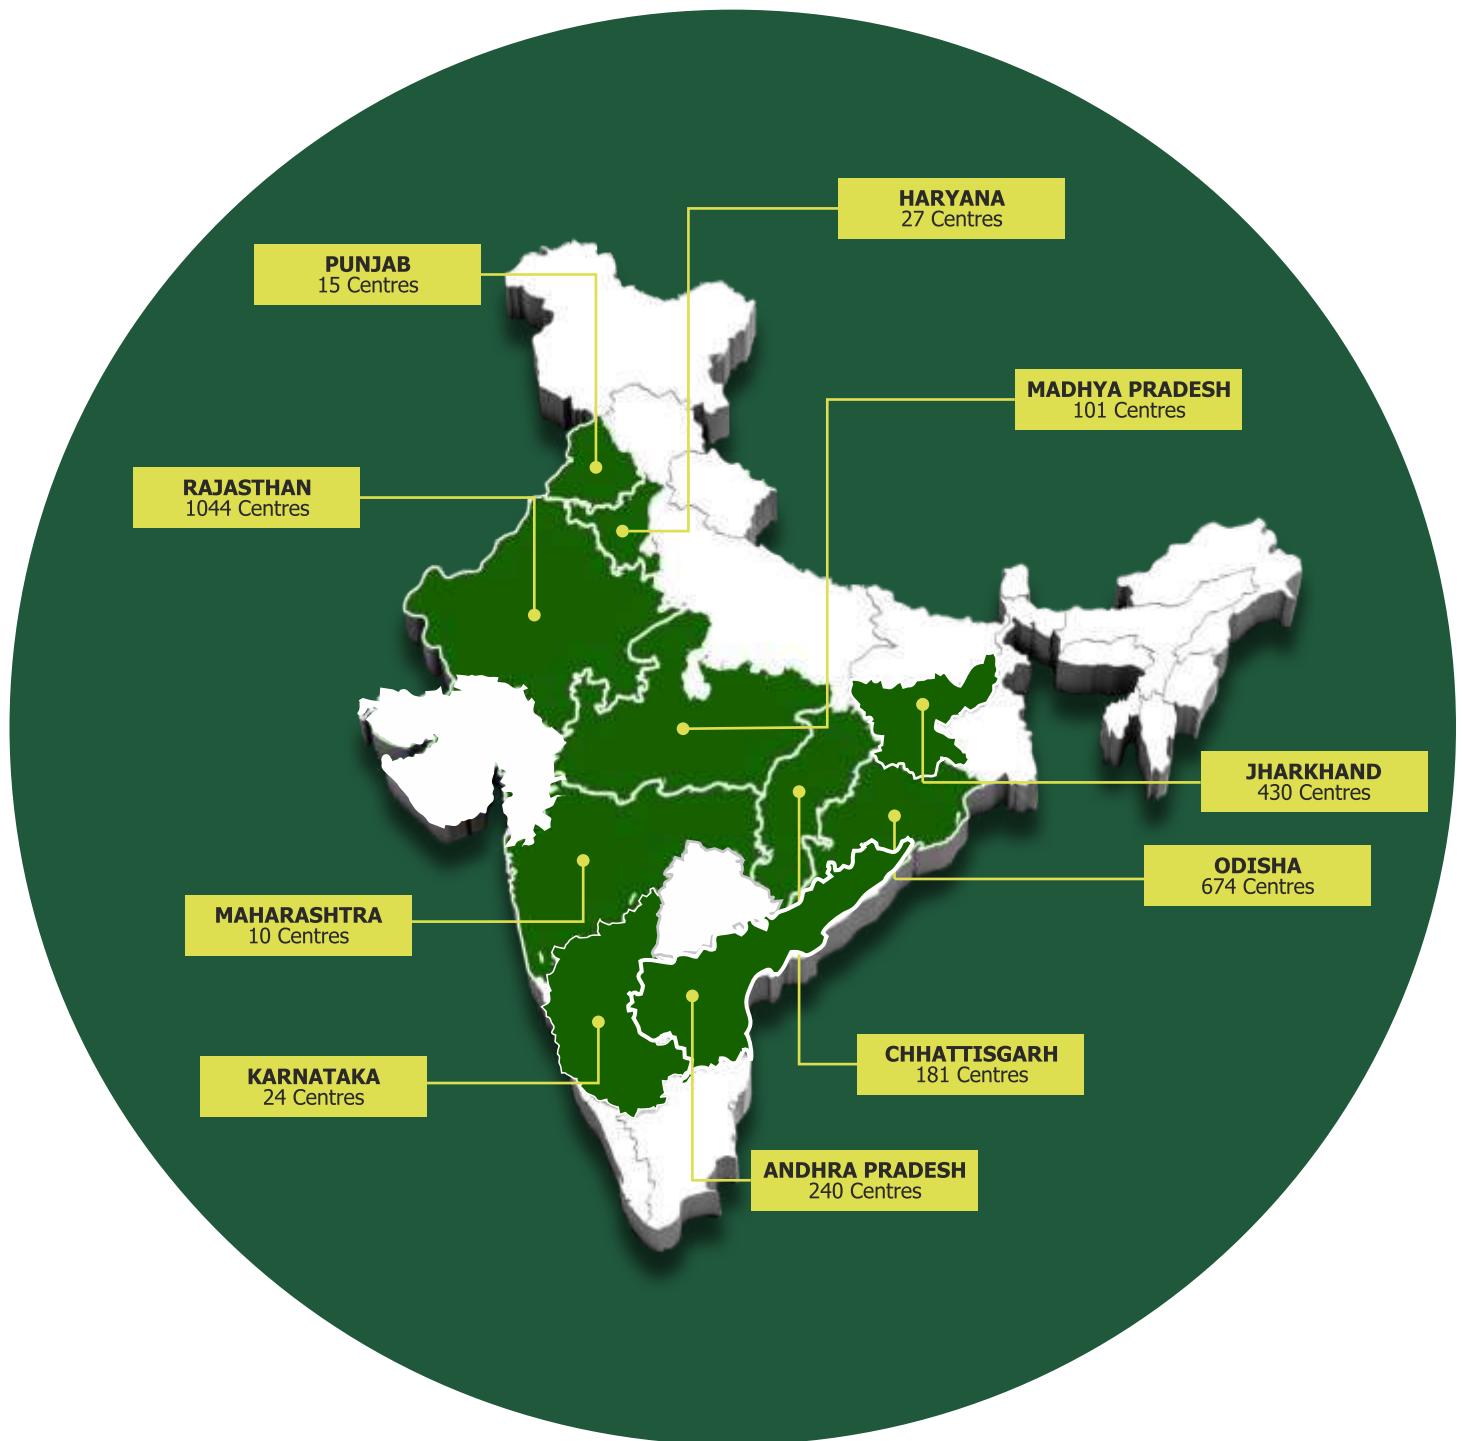 HARYANA
27 Centres
PUNJAB
15 Centres
MADHYA PRADESH
101 Centres
RAJASTHAN
1044 Centres
JHARKHAND
430 Centres
ODISHA
674 Centres
MAHARASHTRA
10 Centres
CHHATTISGARH
181 Centres
KARNATAKA
24 Centres
ANDHRA PRADESH
240 Centres